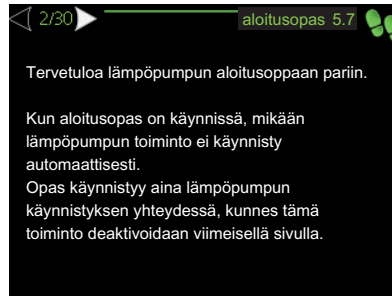 2/30
aloitusopas 5.7
Tervetuloa lämpöpumpun aloitusoppaan pariin.
Kun aloitusopas on käynnissä, mikään
lämpöpumpun toiminto ei käynnisty
automaattisesti.
Opas käynnistyy aina lämpöpumpun
käynnistyksen yhteydessä, kunnes tämä
toiminto deaktivoidaan viimeisellä sivulla.